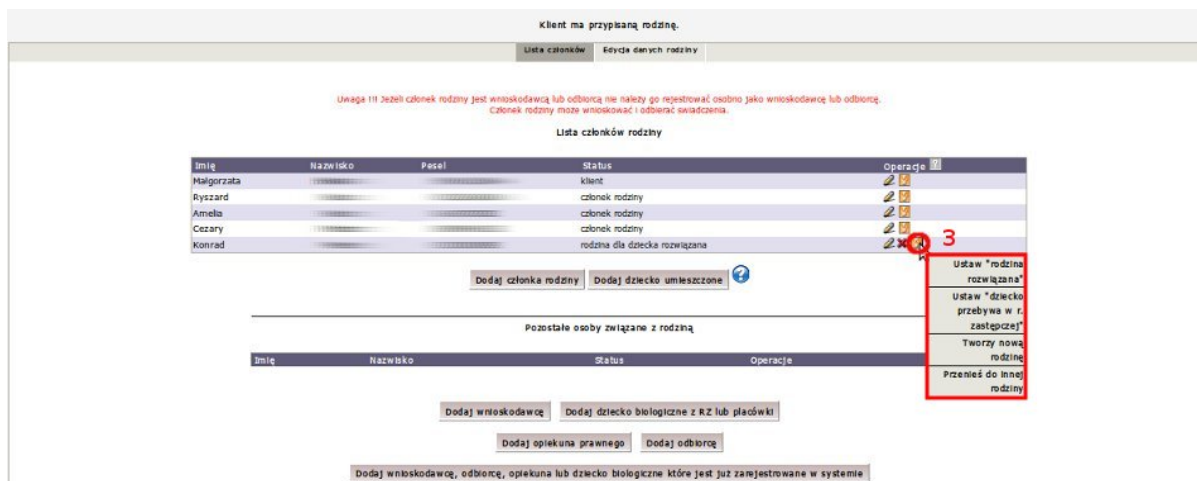 Klient ma przypisaną rodzinę.
Lista członków Edycja danych rodziny
Uwaga !!! Jeżeli członek rodziny jest wnioskodawcą lub odbiorcą nie należy go rejestrować osobno jako wnioskodawcę lub odbiorcę.
Członek rodziny może wnioskować i odbierać świadczenia.
Lista członków rodziny
Imię Nazwisko Pesel Status Operacje ?
Małgorzata klient
Ryszard członek rodziny
Amelia członek rodziny
Cezary członek rodziny
Konrad rodzina dla dziecka rozwiązana 3
Ustaw "rodzina
rozwiązana"
Ustaw "dziecko
przebywa w r.
zastępczej"
Tworzy nową
rodzinę
Przenieś do innej
rodziny
Dodaj członka rodziny Dodaj dziecko umieszczone ?
Pozostałe osoby związane z rodziną
Imię Nazwisko Status Operacje
Dodaj wnioskodawcę Dodaj dziecko biologiczne z RZ lub placówki
Dodaj opiekuna prawnego Dodaj odbiorcę
Dodaj wnioskodawcę, odbiorcę, opiekuna lub dziecko biologiczne które jest już zarejestrowane w systemie